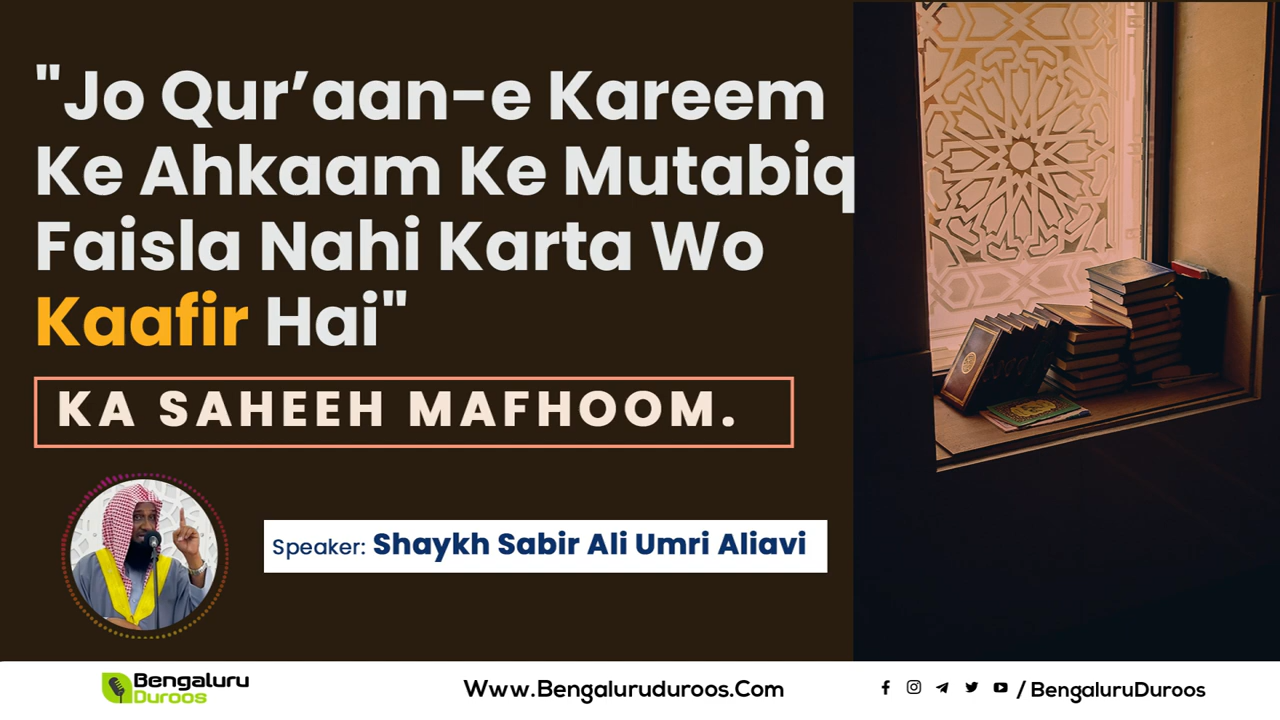 "Jo Qur’aan-e Kareem
Ke Ahkaam Ke Mutabiq
Faisla Nahi Karta Wo
Kaafir Hai"
KA SAHEEH MAFHOOM.
Speaker: Shaykh Sabir Ali Umri Aliavi
Bengaluru
Duroos
Www.Bengaluruduroos.Com
/ BengaluruDuroos